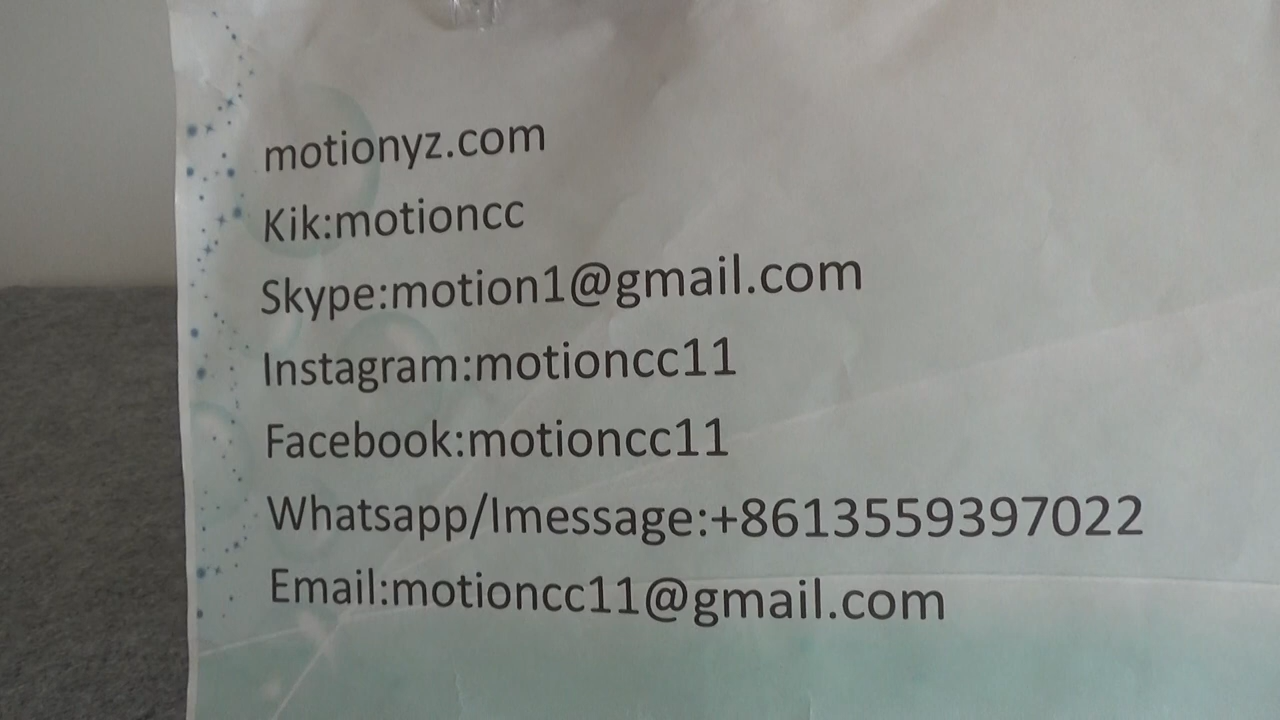 motionyz.com
Kik:motioncc
Skype:motion1@gmail.com
Instagram:motioncc11
Facebook:motioncc11
Whatsapp/Imessage:+8613559397022
Email:motioncc11@gmail.com